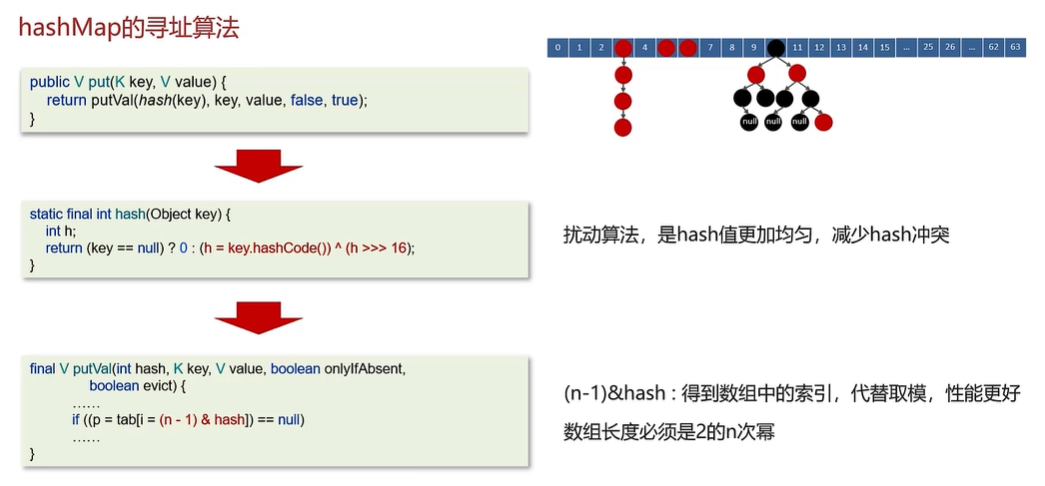 hashMap的寻址算法
0 1 2 4 7 8 9 11 12 13 14 15 ... 25 26 ... 62 63
null null null
public V put(K key, V value) {
return putVal(hash(key), key, value, false, true);
}
static final int hash(Object key) {
int h;
return (key == null) ? 0 : (h = key.hashCode()) ^ (h >>> 16);
}
扰动算法，是hash值更加均匀，减少hash冲突
final V putVal(int hash, K key, V value, boolean onlyIfAbsent,
boolean evict) {
......
if ((p = tab[i = (n - 1) & hash]) == null)
......
}
(n-1)&hash : 得到数组中的索引，代替取模，性能更好
数组长度必须是2的n次幂